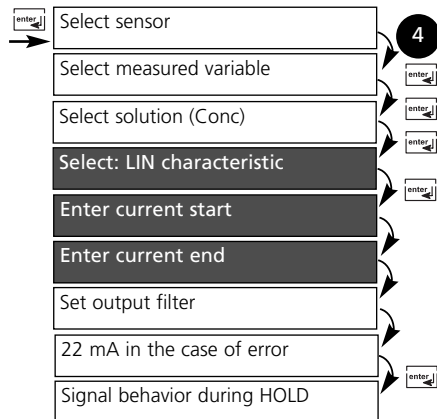 enter
Select sensor
4
Select measured variable
enter
enter
Select solution (Conc)
enter
Select: LIN characteristic
enter
Enter current start
Enter current end
Set output filter
22 mA in the case of error
enter
Signal behavior during HOLD